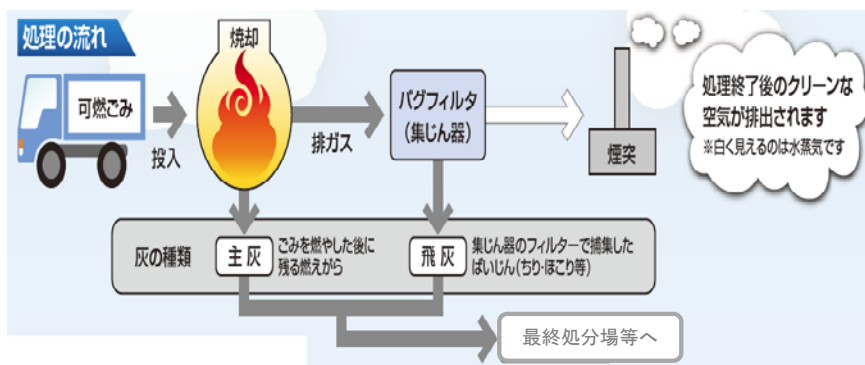 処理の流れ
可燃ごみ
投入
焼却
排ガス
バグフィルタ
(集じん器)
煙突
処理終了後のクリーンな
空気が排出されます
※白く見えるのは水蒸気です
灰の種類
主灰
ごみを燃やした後に
残る燃えがら
飛灰
集じん器のフィルターで捕集した
ばいじん(ちり・ほこり等)
最終処分場等へ